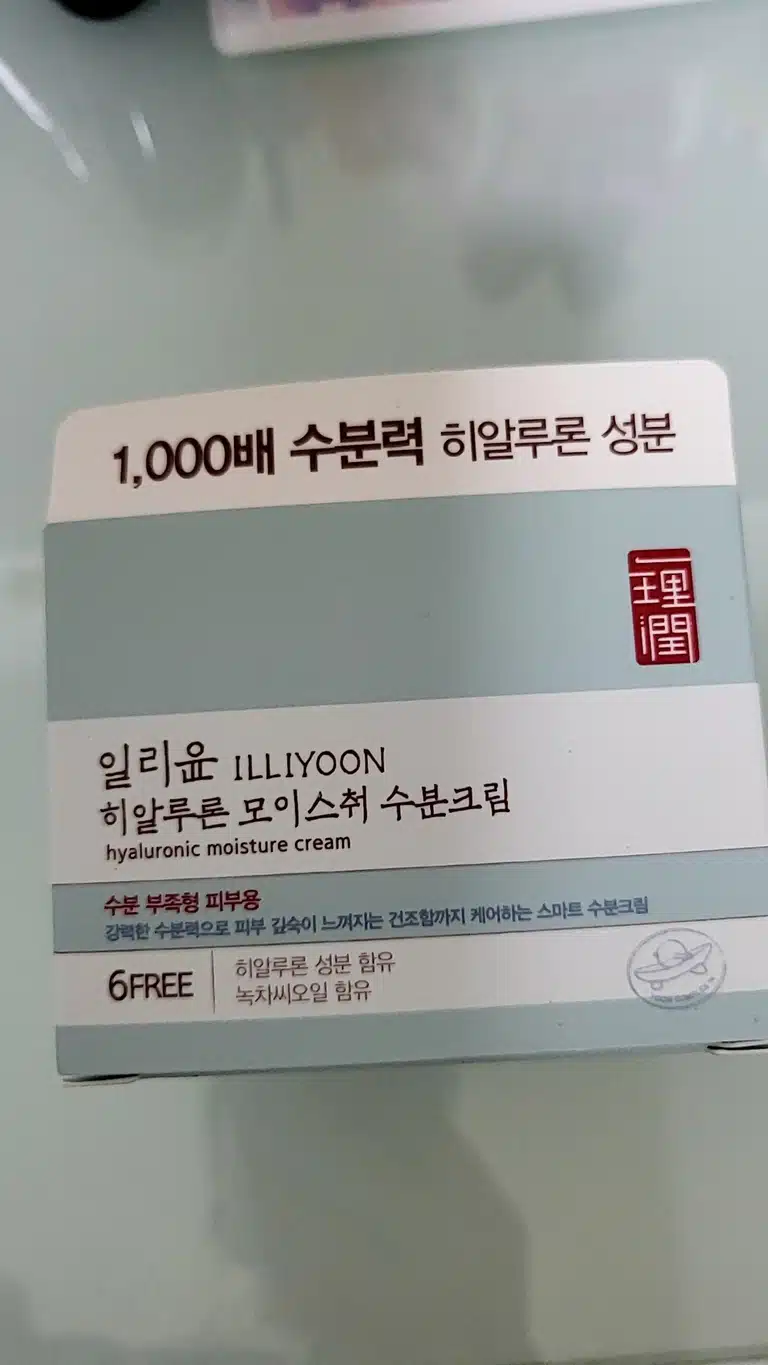 1,000배 수분력 히알루론 성분
理
潤
일리윤 ILLIYOON
히알루론 모이스춰 수분크림
hyaluronic moisture cream
수분 부족형 피부용
강력한 수분력으로 피부 깊숙이 느껴지는 건조함까지 케어하는 스마트 수분크림
6FREE
히알루론 성분 함유
녹차씨오일 함유